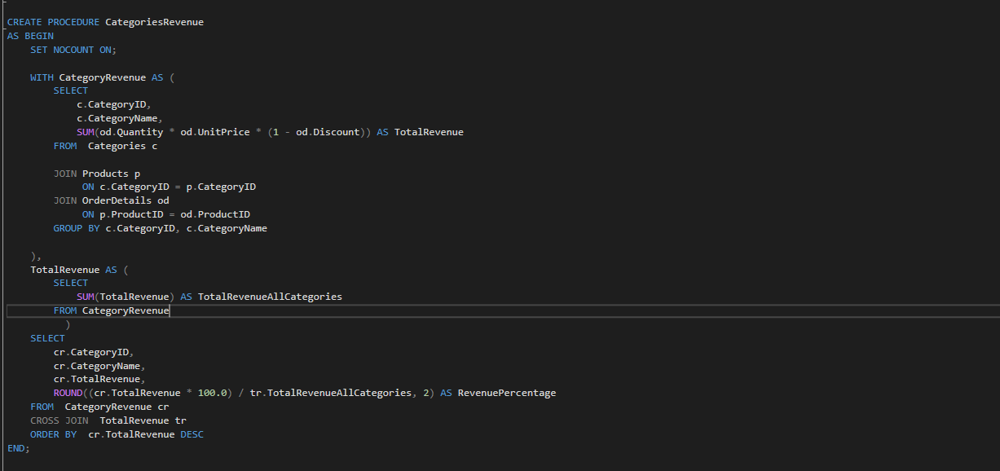 CREATE PROCEDURE CategoriesRevenue
AS BEGIN
    SET NOCOUNT ON;

    WITH CategoryRevenue AS (
        SELECT
            c.CategoryID,
            c.CategoryName,
            SUM(od.Quantity * od.UnitPrice * (1 - od.Discount)) AS TotalRevenue
        FROM  Categories c

        JOIN Products p
             ON c.CategoryID = p.CategoryID
        JOIN OrderDetails od
             ON p.ProductID = od.ProductID
        GROUP BY c.CategoryID, c.CategoryName

    ),
    TotalRevenue AS (
        SELECT
            SUM(TotalRevenue) AS TotalRevenueAllCategories
        FROM CategoryRevenue
          )
    SELECT
        cr.CategoryID,
        cr.CategoryName,
        cr.TotalRevenue,
        ROUND((cr.TotalRevenue * 100.0) / tr.TotalRevenueAllCategories, 2) AS RevenuePercentage
    FROM  CategoryRevenue cr
    CROSS JOIN  TotalRevenue tr
    ORDER BY  cr.TotalRevenue DESC
END;